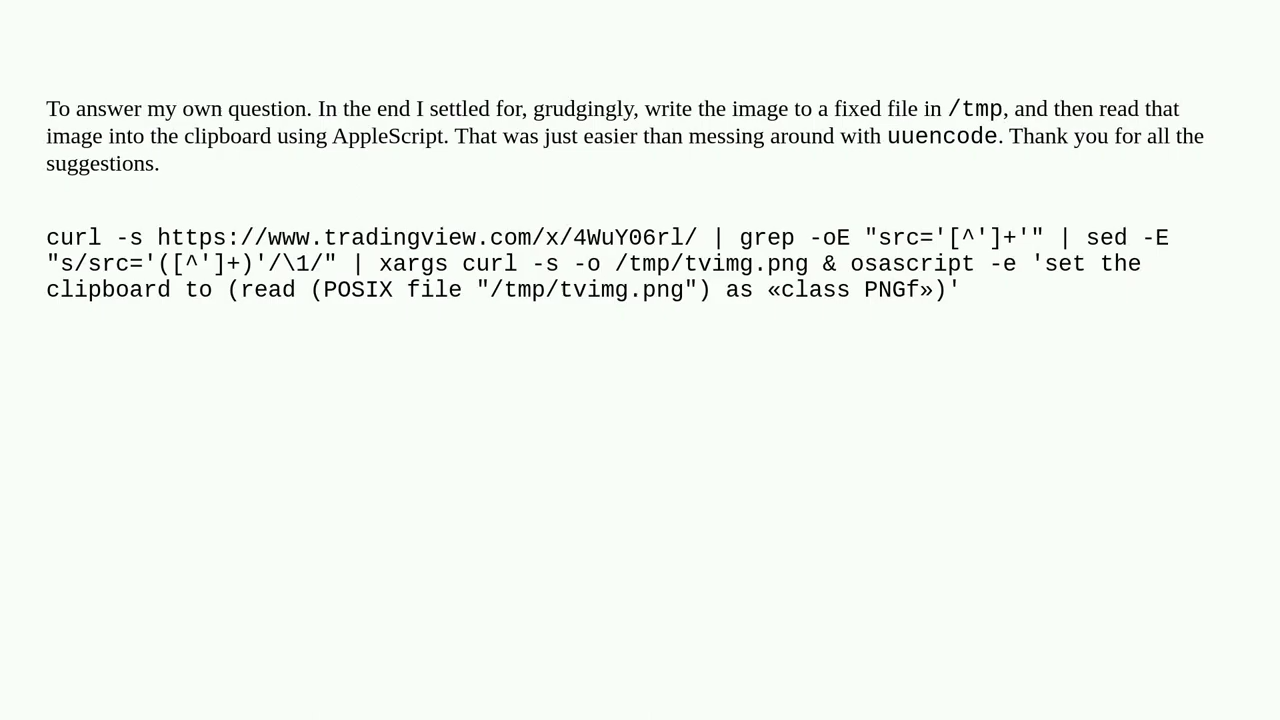 To answer my own question. In the end I settled for, grudgingly, write the image to a fixed file in /tmp, and then read that
image into the clipboard using AppleScript. That was just easier than messing around with uuencode. Thank you for all the
suggestions.
curl -s https://www.tradingview.com/x/4WuY06rl/ | grep -oE "src='[^']+'" | sed -E
"s/src='([^']+)'/\1/" | xargs curl -s -o /tmp/tvimg.png & osascript -e 'set the
clipboard to (read (POSIX file "/tmp/tvimg.png") as «class PNGf»)'